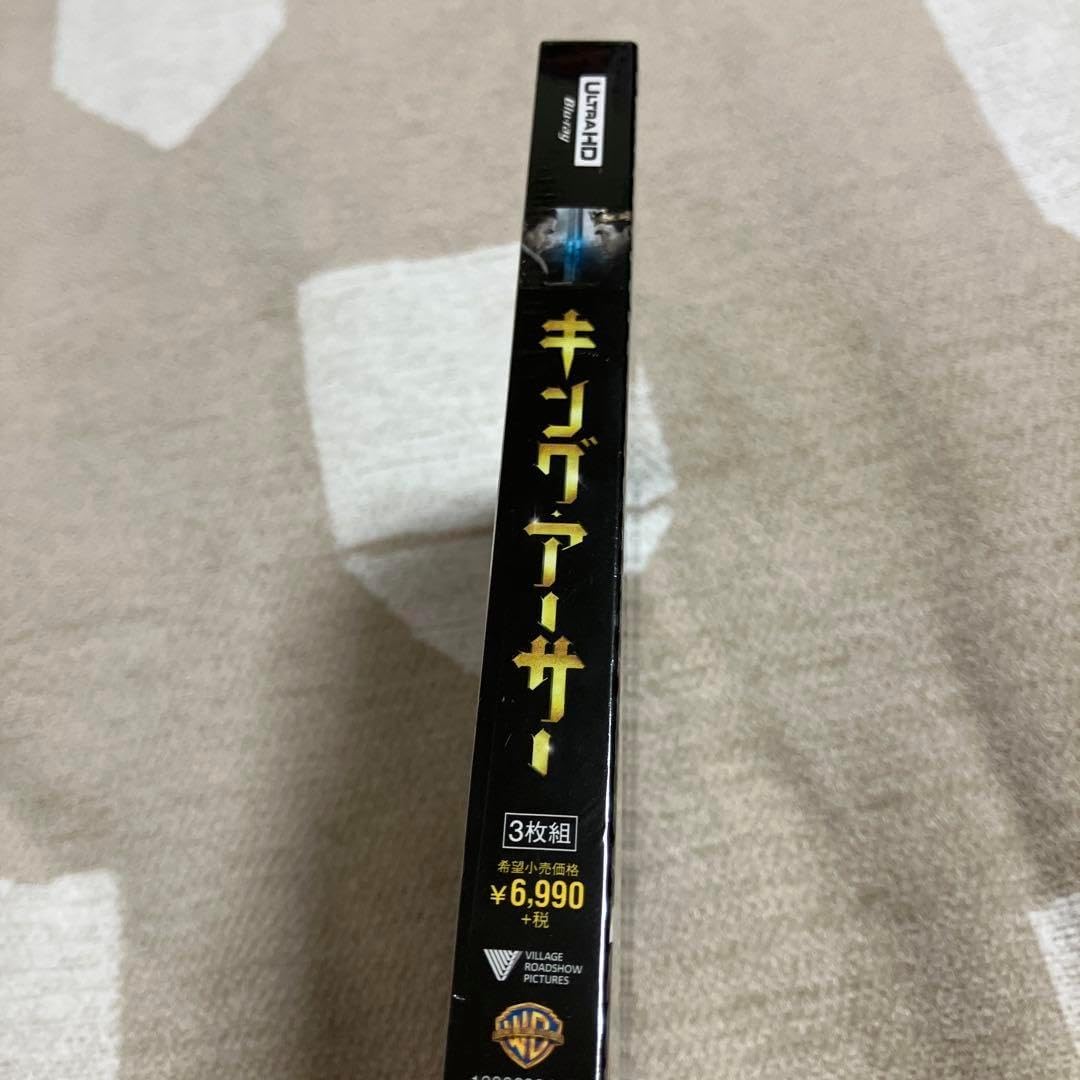 ULTRA HD
Blu-ray
キング・アーサー
3枚組
希望小売価格
¥6,990
+税
VILLAGE
ROADSHOW
PICTURES
WB